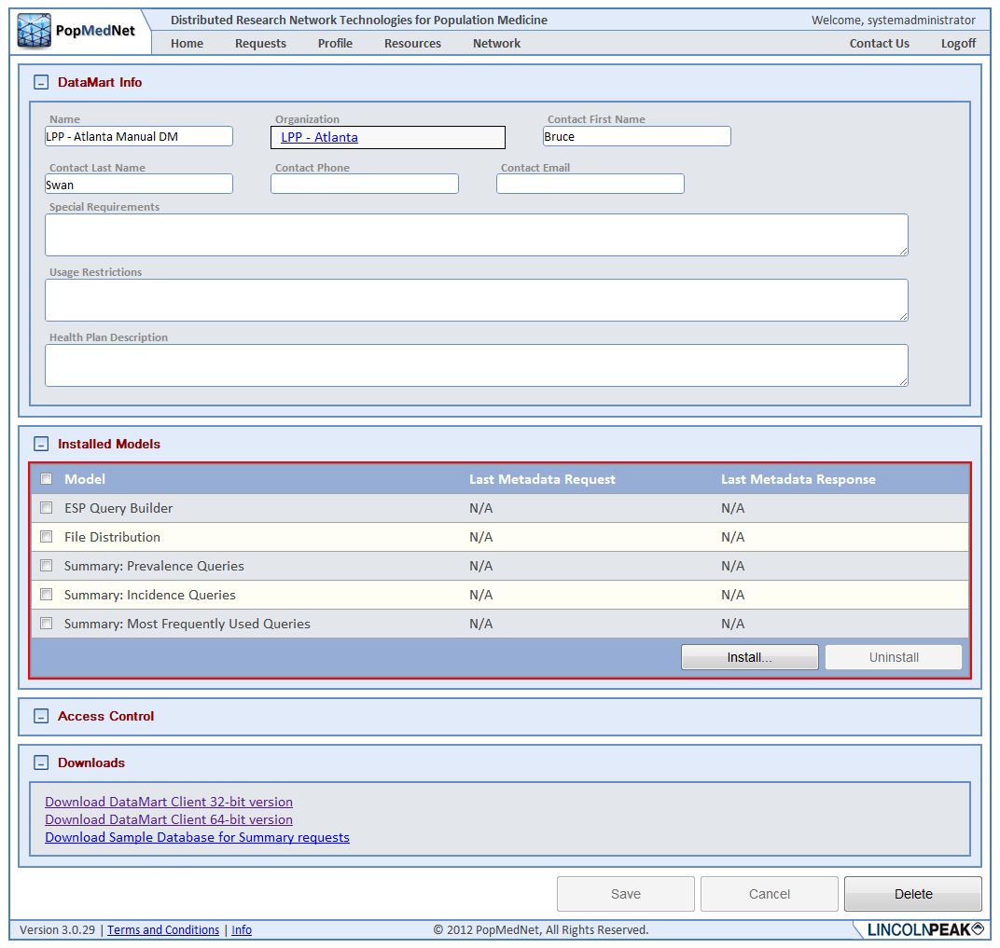 PopMedNet
Distributed Research Network Technologies for Population Medicine
Welcome, systemadministrator
Home Requests Profile Resources Network Contact Us Logoff
DataMart Info
Name Organization Contact First Name
LPP - Atlanta Manual DM LPP - Atlanta Bruce
Contact Last Name Contact Phone Contact Email
Swan
Special Requirements
Usage Restrictions
Health Plan Description
Installed Models
Model Last Metadata Request Last Metadata Response
ESP Query Builder N/A N/A
File Distribution N/A N/A
Summary: Prevalence Queries N/A N/A
Summary: Incidence Queries N/A N/A
Summary: Most Frequently Used Queries N/A N/A
Install... Uninstall
Access Control
Downloads
Download DataMart Client 32-bit version
Download DataMart Client 64-bit version
Download Sample Database for Summary requests
Save Cancel Delete
Version 3.0.29 | Terms and Conditions | Info © 2012 PopMedNet, All Rights Reserved. LINCOLNPEAK